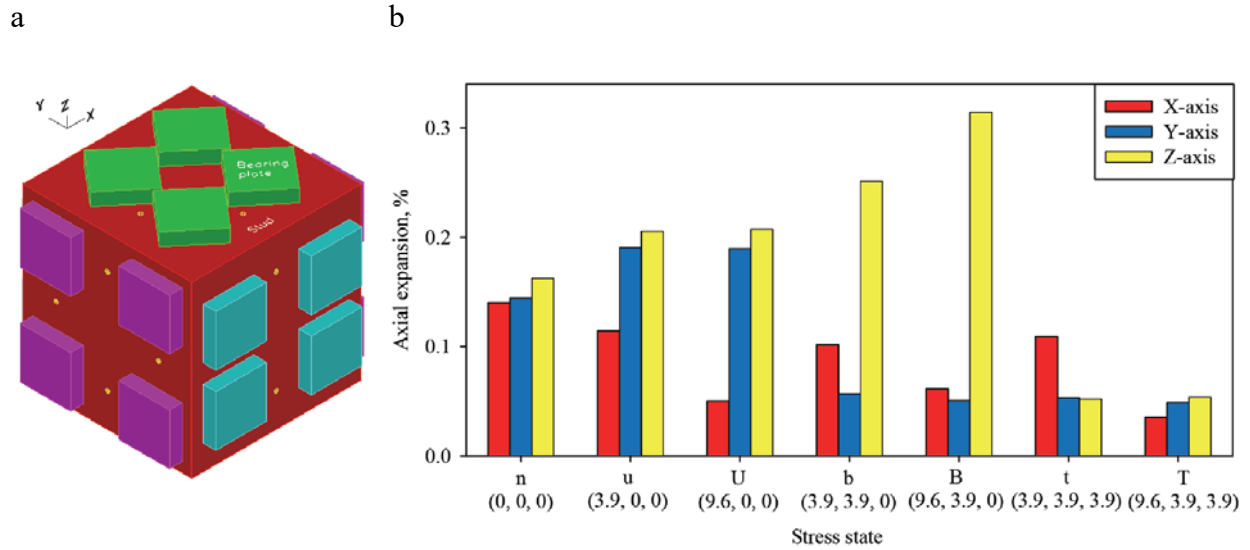 a
b
Y Z X
Bearing
plate
Stud
X-axis
Y-axis
Z-axis
Axial expansion, %
0.3
0.2
0.1
0.0
n u U b B t T
(0, 0, 0) (3.9, 0, 0) (9.6, 0, 0) (3.9, 3.9, 0) (9.6, 3.9, 0) (3.9, 3.9, 3.9) (9.6, 3.9, 3.9)
Stress state